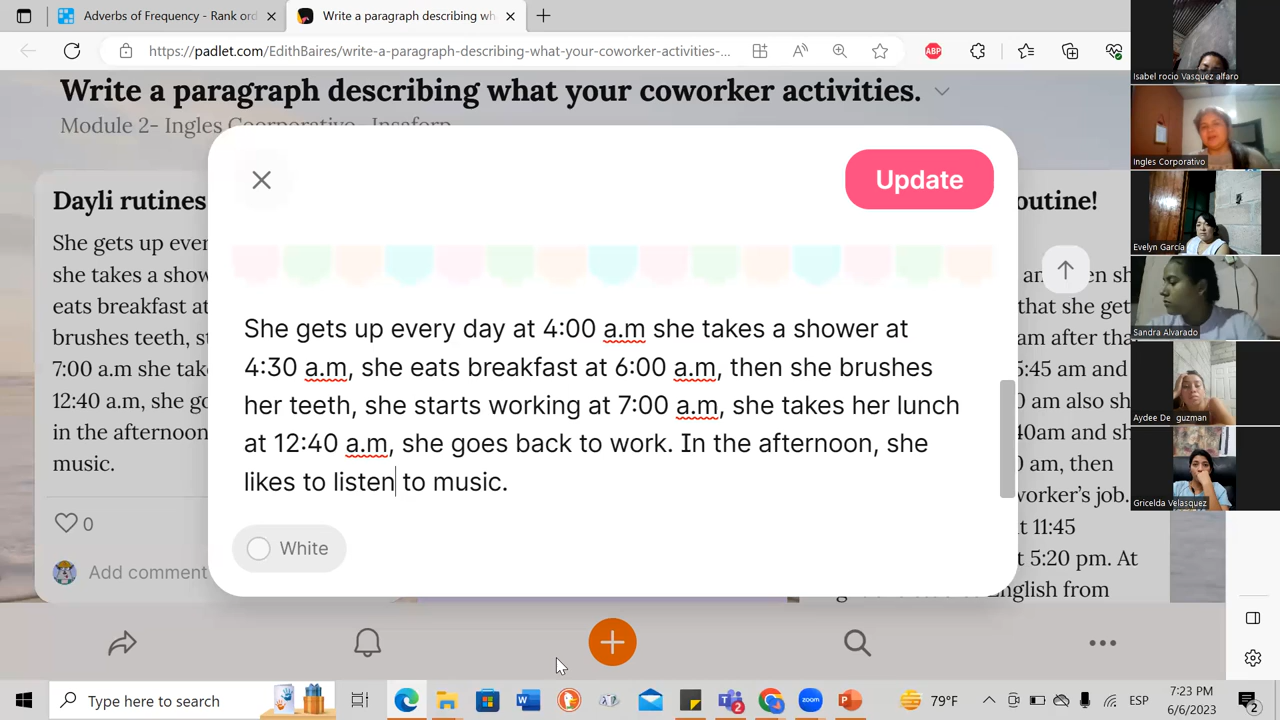 Adverbs of Frequency - Rank ord
Write a paragraph describing wh
https://padlet.com/EdithBaires/write-a-paragraph-describing-what-your-coworker-activities-...
ABP
Write a paragraph describing what your coworker activities.
Module 2- Ingles Coorporativo- Insaforp
Dayli rutines
She gets up ever
she takes a show
eats breakfast at
brushes teeth, st
7:00 a.m she tak
12:40 a.m, she go
in the afternoon
music.
0
Add comment
Update
She gets up every day at 4:00 a.m she takes a shower at
4:30 a.m, she eats breakfast at 6:00 a.m, then she brushes
her teeth, she starts working at 7:00 a.m, she takes her lunch
at 12:40 a.m, she goes back to work. In the afternoon, she
likes to listen to music.
White
outine!
that she get
am after tha
5:45 am and
am also sh
40am and sh
0 am, then
worker's job.
at 11:45
t 5:20 pm. At
English from
Isabel rocio Vasquez alfaro
Ingles Corporativo
Evelyn García
Sandra Alvarado
Aydee De guzman
Gricelda Velasquez
Type here to search
79°F
ESP
7:23 PM
6/6/2023
2